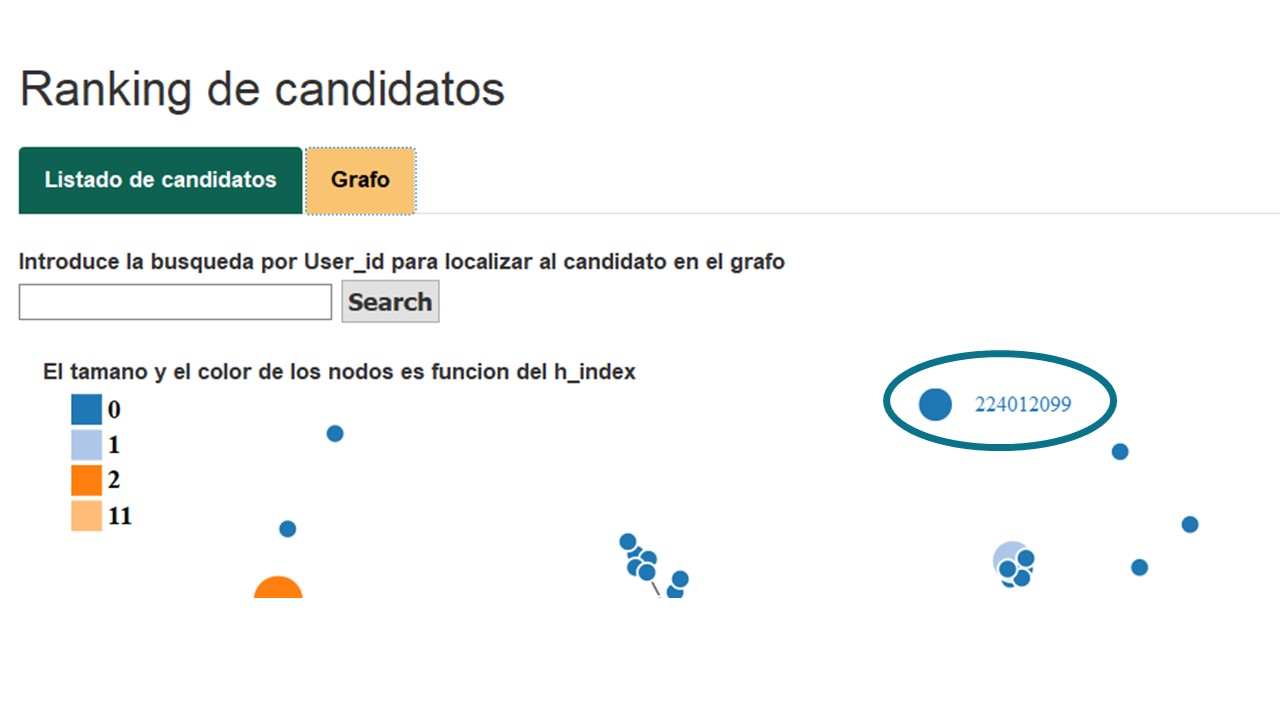 Ranking de candidatos
Listado de candidatos
Grafo
Introduce la busqueda por User_id para localizar al candidato en el grafo
Search
El tamano y el color de los nodos es funcion del h_index
0
1
2
11
224012099